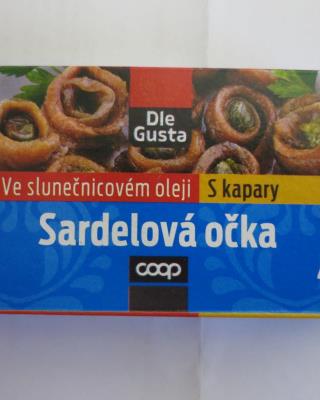 Dle
Gusta
Ve slunečnicovém oleji S kapary
Sardelová očka
coop